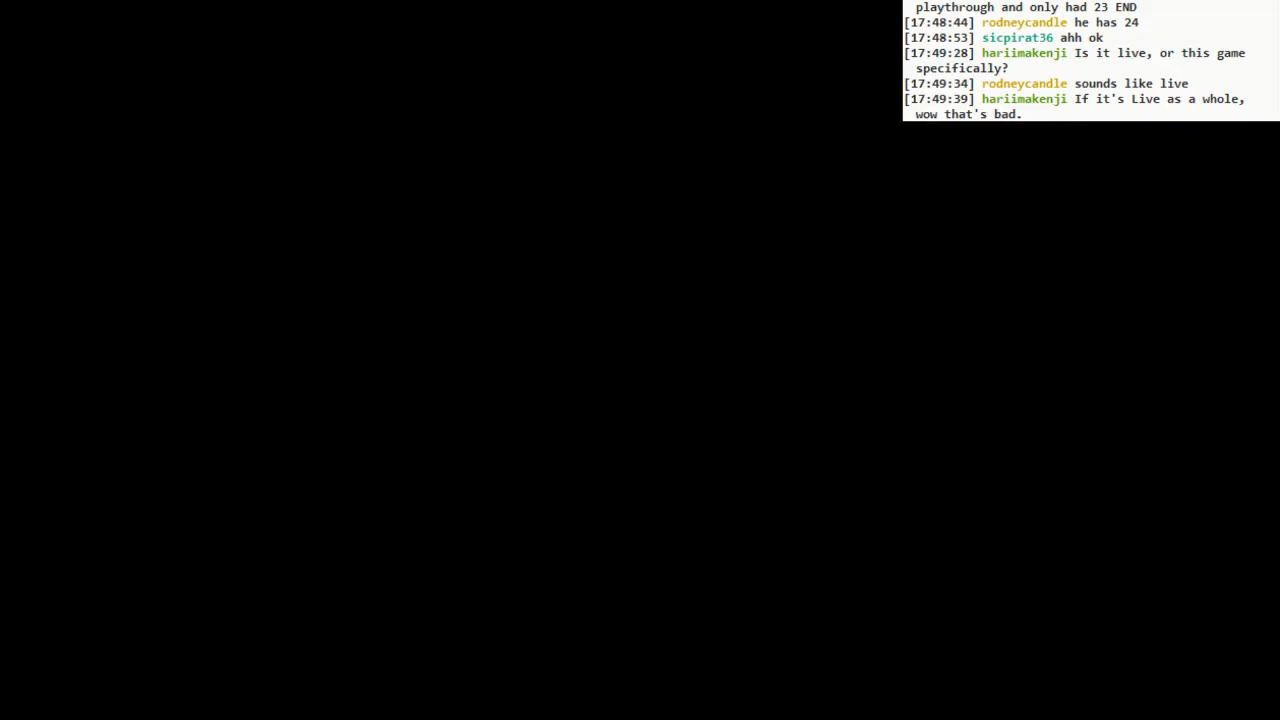 playthrough and only had 23 END
[17:48:44] rodneycandle he has 24
[17:48:53] sicpirat36 ahh ok
[17:49:28] hariimakenji Is it live, or this game
specifically?
[17:49:34] rodneycandle sounds like live
[17:49:39] hariimakenji If it's Live as a whole,
wow that's bad.